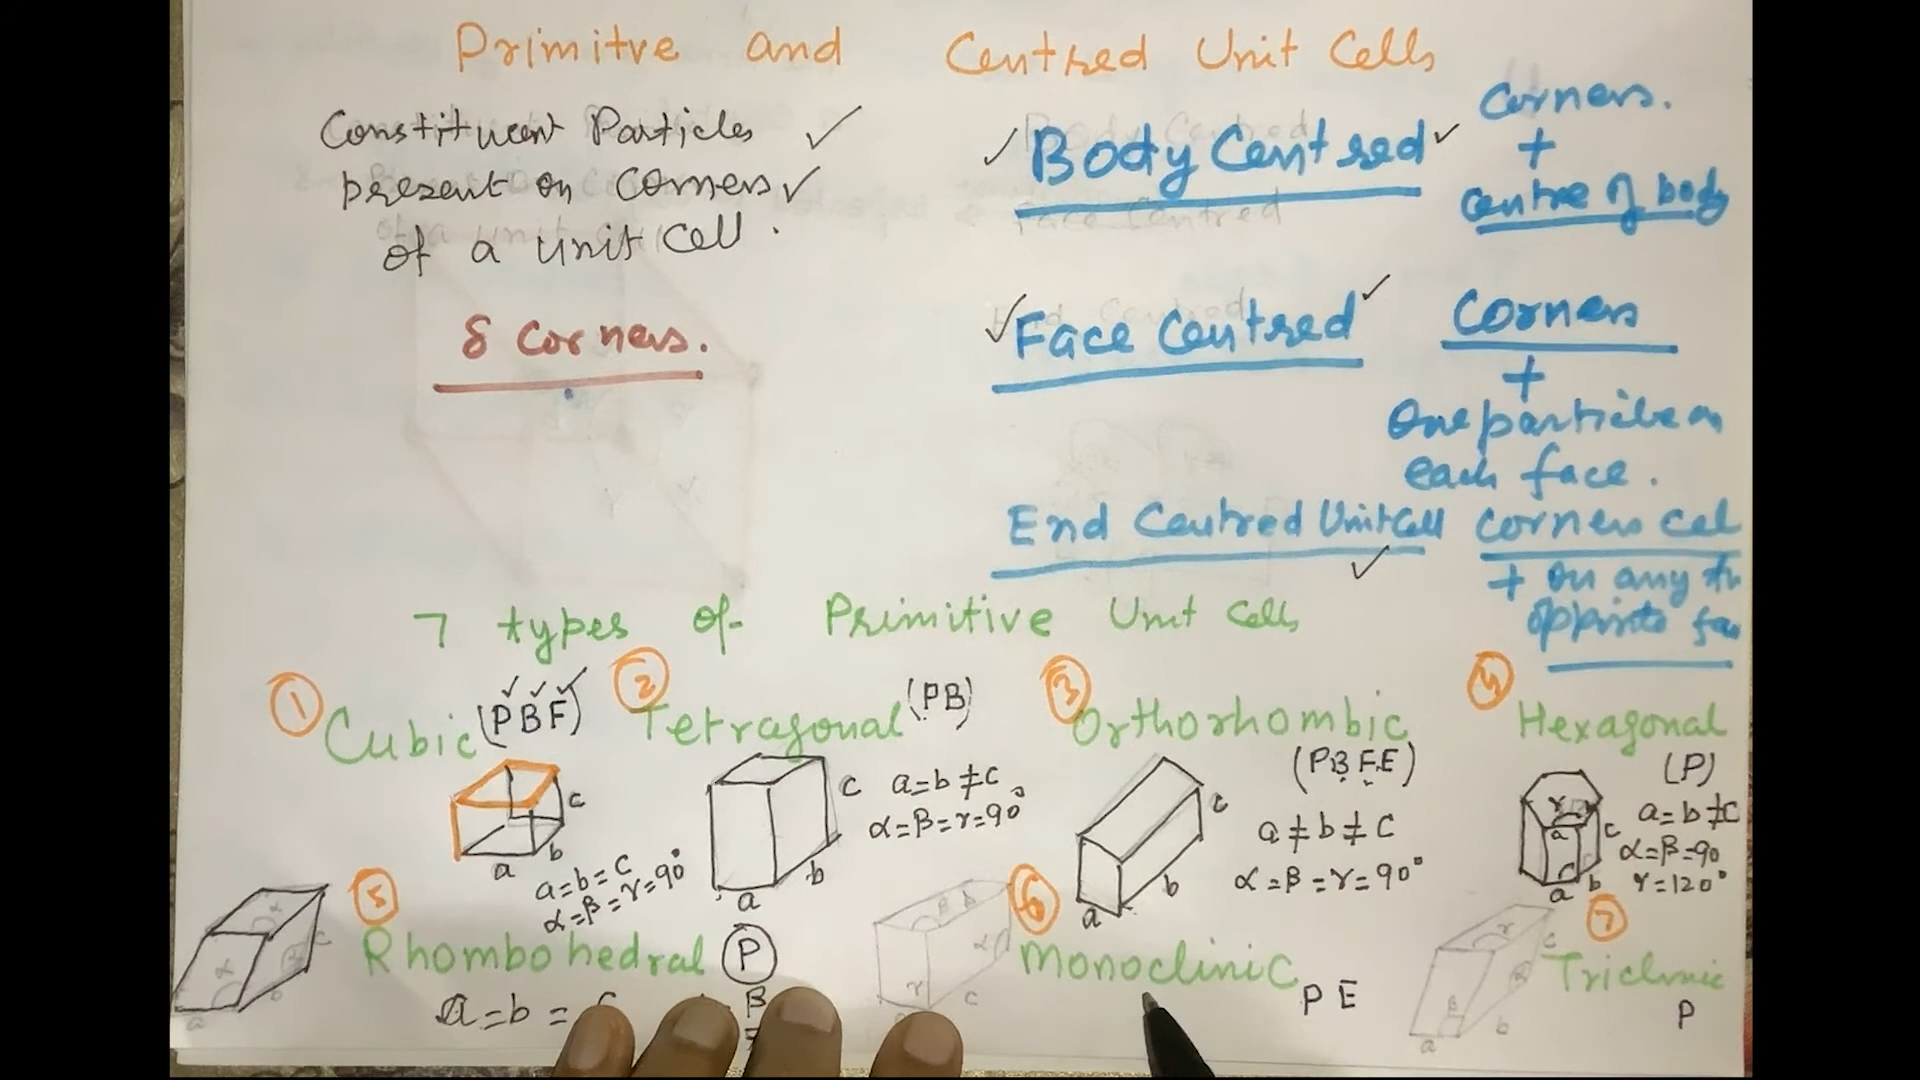 Primitve and Centred Unit Cells
Constituent Particles ✓
present on Corners ✓
of a Unit Cell.
8 Corners.
✓ Body Centred ✓
Corners.
+
centre of body
✓ Face Centred ✓
Corners
+
One particle on
each face.
End Centred Unit Cell ✓
corners
+ on any
opposite
7 types of Primitive Unit Cells
① Cubic (PBF)
c
a
b
a=b=c
α=β=γ=90°
② Tetragonal (PB)
c
a
b
a=b≠c
α=β=γ=90°
③ Orthorhombic
(PBFE)
c
a
b
a≠b≠c
α=β=γ=90°
④ Hexagonal
(P)
γ
a
c
a
b
a=b≠c
α=β=90
γ=120°
⑤ Rhombohedral Ⓟ
a=b=
β
α
α
a
⑥ Monoclinic
P E
β b
α
γ
c
⑦ Triclinic
P
γ
c
β
a
b